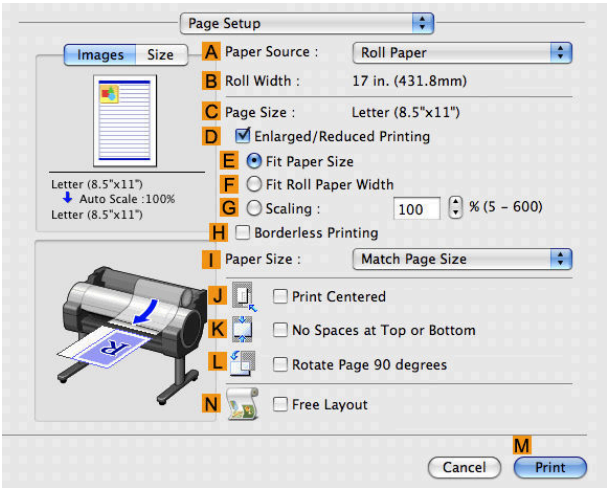 Page Setup
Images Size
A Paper Source : Roll Paper
B Roll Width : 17 in. (431.8mm)
C Page Size : Letter (8.5"x11")
D Enlarged/Reduced Printing
E Fit Paper Size
F Fit Roll Paper Width
G Scaling : 100 % (5 - 600)
H Borderless Printing
I Paper Size : Match Page Size
J Print Centered
K No Spaces at Top or Bottom
L Rotate Page 90 degrees
N Free Layout
Letter (8.5"x11")
Auto Scale :100%
Letter (8.5"x11")
R
M
Cancel Print